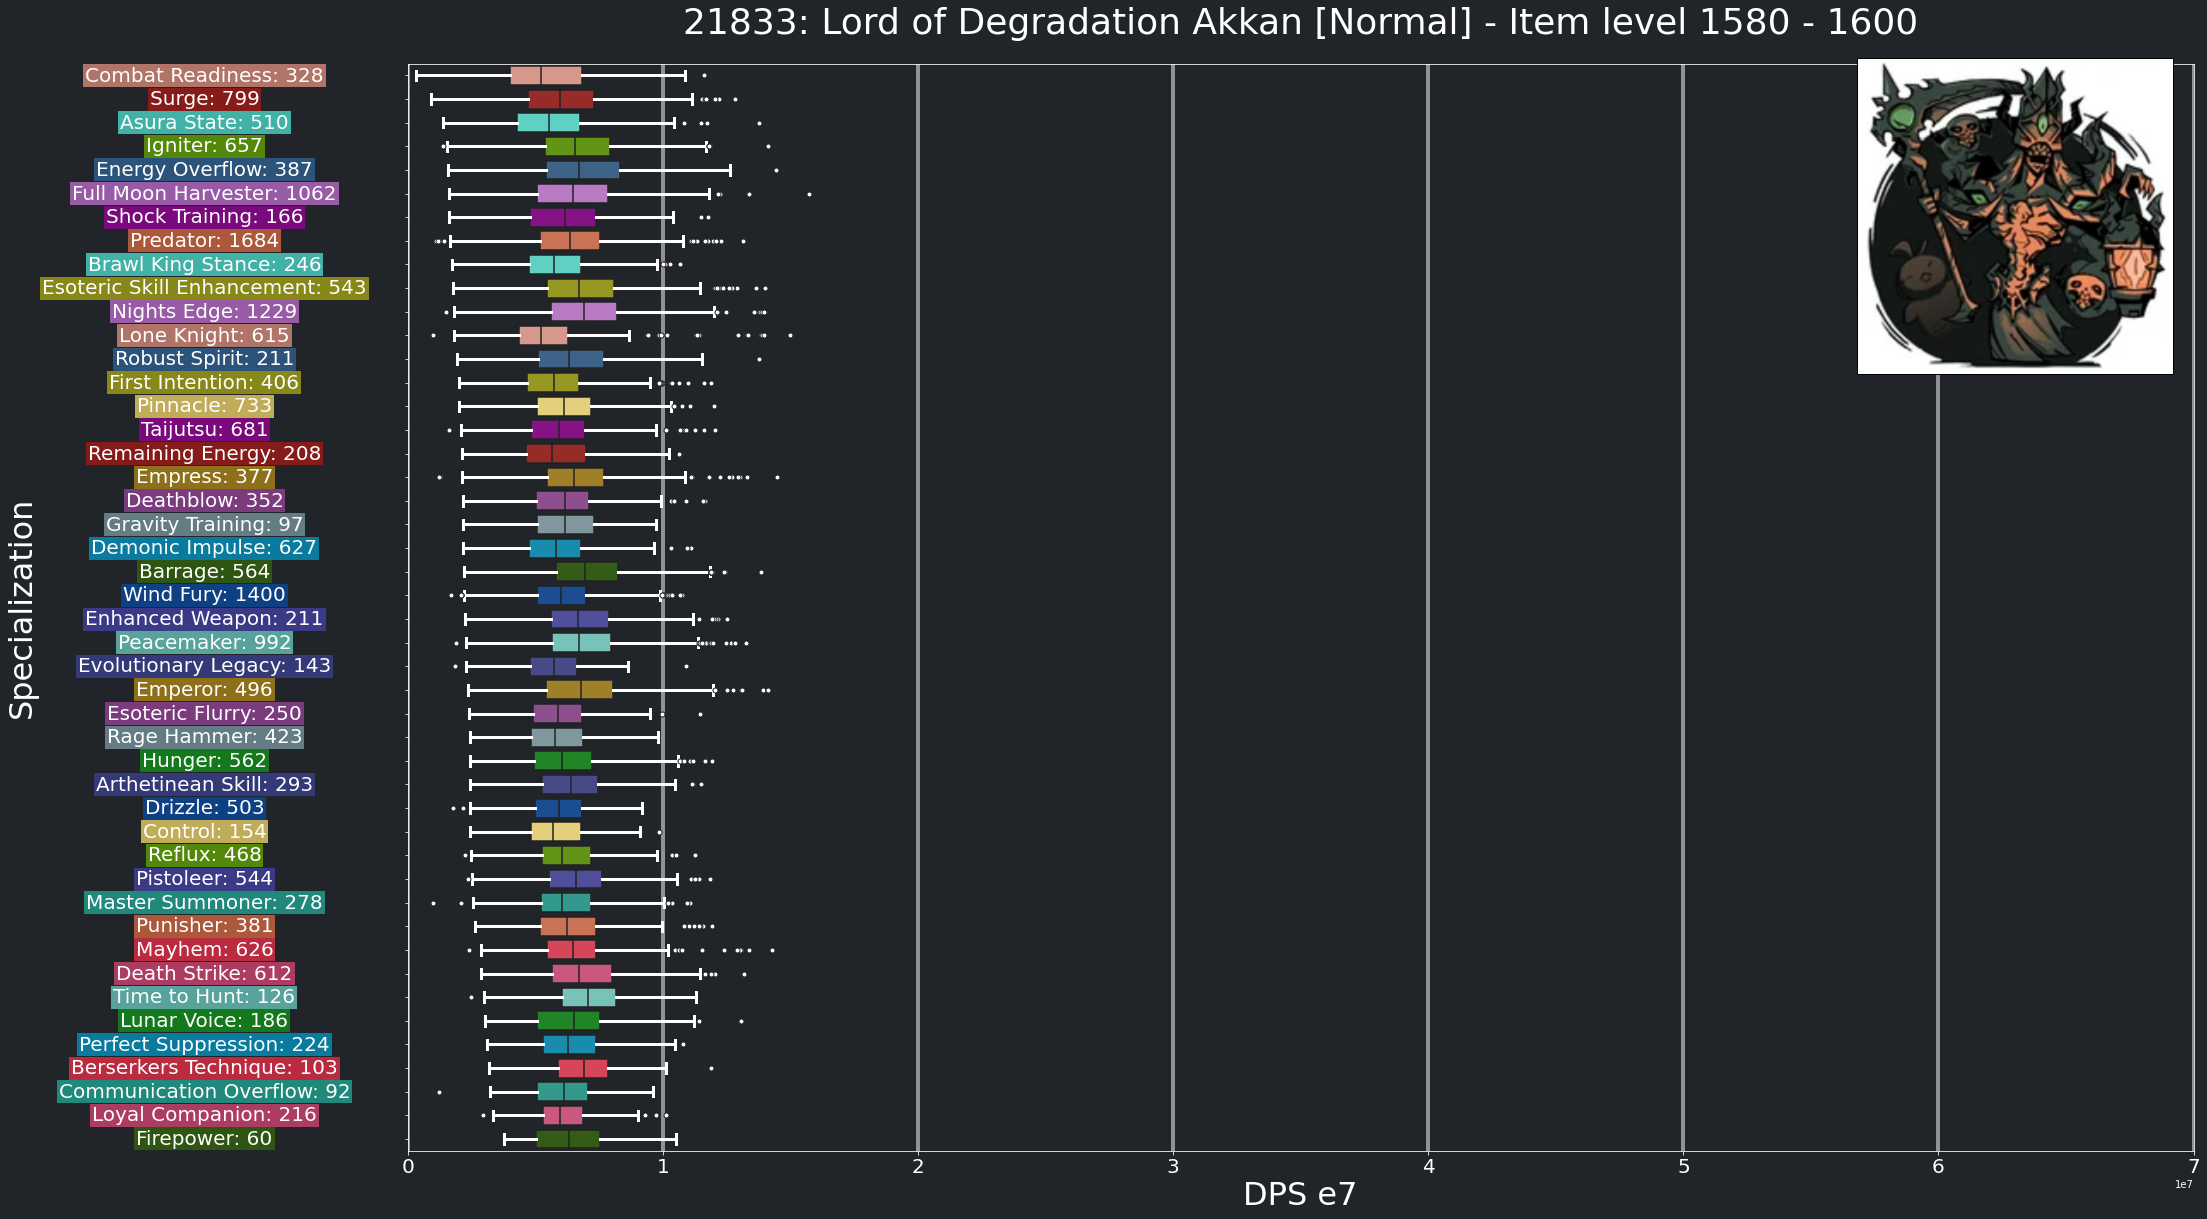 21833: Lord of Degradation Akkan [Normal] - Item level 1580 - 1600
Combat Readiness: 328
Surge: 799
Asura State: 510
Igniter: 657
Energy Overflow: 387
Full Moon Harvester: 1062
Shock Training: 166
Predator: 1684
Brawl King Stance: 246
Esoteric Skill Enhancement: 543
Nights Edge: 1229
Lone Knight: 615
Robust Spirit: 211
First Intention: 406
Pinnacle: 733
Taijutsu: 681
Remaining Energy: 208
Empress: 377
Deathblow: 352
Gravity Training: 97
Demonic Impulse: 627
Barrage: 564
Wind Fury: 1400
Enhanced Weapon: 211
Peacemaker: 992
Evolutionary Legacy: 143
Emperor: 496
Esoteric Flurry: 250
Rage Hammer: 423
Hunger: 562
Arthetinean Skill: 293
Drizzle: 503
Control: 154
Reflux: 468
Pistoleer: 544
Master Summoner: 278
Punisher: 381
Mayhem: 626
Death Strike: 612
Time to Hunt: 126
Lunar Voice: 186
Perfect Suppression: 224
Berserkers Technique: 103
Communication Overflow: 92
Loyal Companion: 216
Firepower: 60
Specialization
0 1 2 3 4 5 6 7
1e7
DPS e7